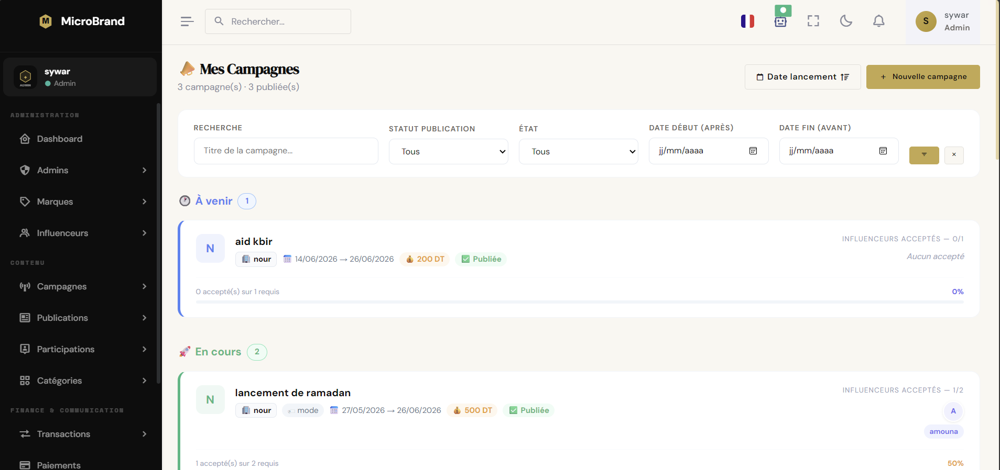 M MicroBrand
Rechercher...
S
sywar
Admin
ADMIN
sywar
Admin
ADMINISTRATION
Dashboard
Admins
Marques
Influenceurs
CONTENU
Campagnes
Publications
Participations
Catégories
FINANCE & COMMUNICATION
Transactions
Paiements
Mes Campagnes
3 campagne(s) · 3 publiée(s)
Date lancement
+ Nouvelle campagne
RECHERCHE
Titre de la campagne...
STATUT PUBLICATION
Tous
ÉTAT
Tous
DATE DÉBUT (APRÈS)
jj/mm/aaaa
DATE FIN (AVANT)
jj/mm/aaaa
×
À venir 1
N
aid kbir
nour 14/06/2026 → 26/06/2026 200 DT Publiée
INFLUENCEURS ACCEPTÉS — 0/1
Aucun accepté
0 accepté(s) sur 1 requis 0%
En cours 2
N
lancement de ramadan
nour mode 27/05/2026 → 26/06/2026 500 DT Publiée
INFLUENCEURS ACCEPTÉS — 1/2
A
amouna
1 accepté(s) sur 2 requis 50%